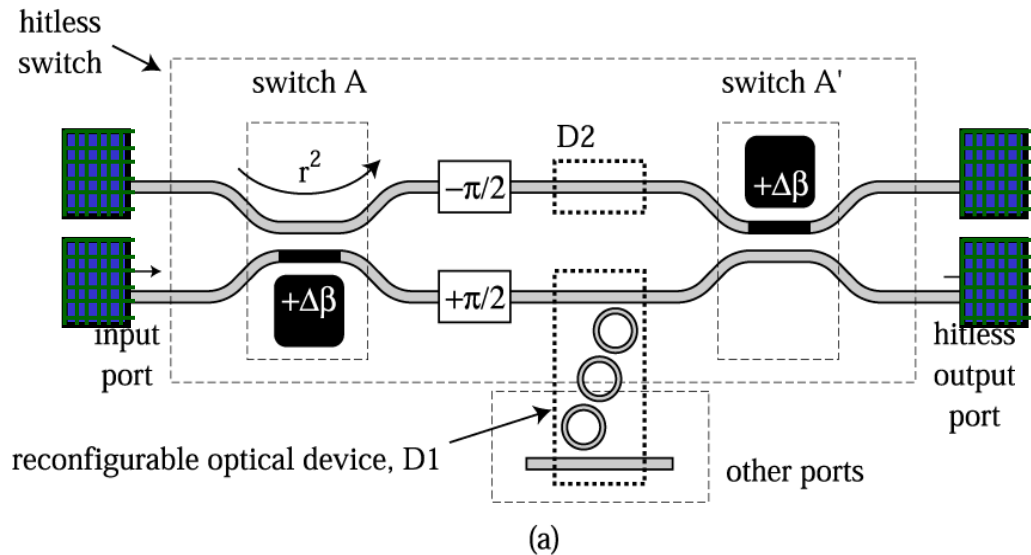 hitless
switch
switch A
switch A'
D2
r²
−π/2
+Δβ
+π/2
+Δβ
input
port
hitless
output
port
reconfigurable optical device, D1
other ports
(a)